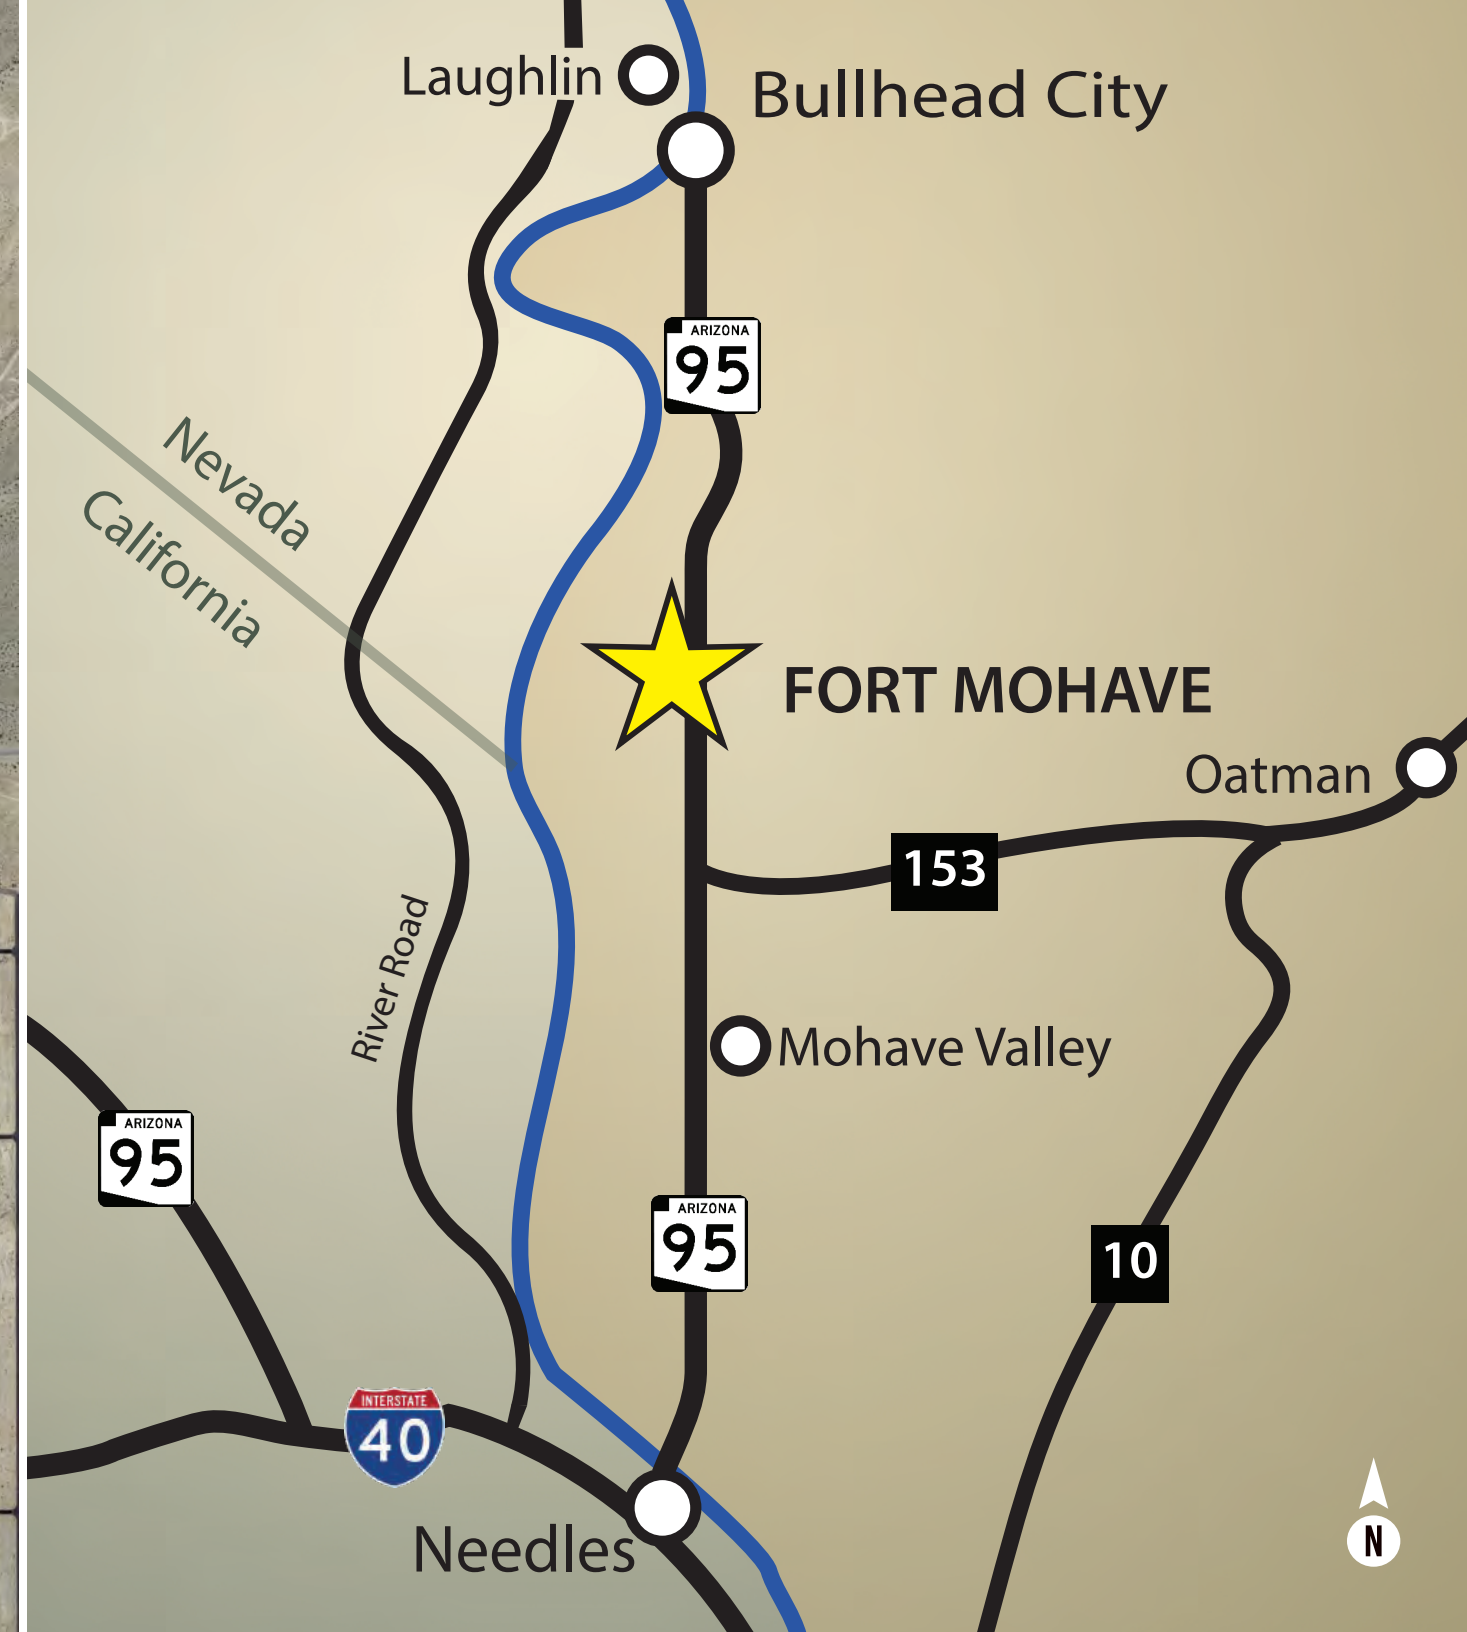 Laughlin
Bullhead City
ARIZONA
95
Nevada
California
FORT MOHAVE
Oatman
153
River Road
Mohave Valley
ARIZONA
95
ARIZONA
95
10
INTERSTATE
40
Needles
N